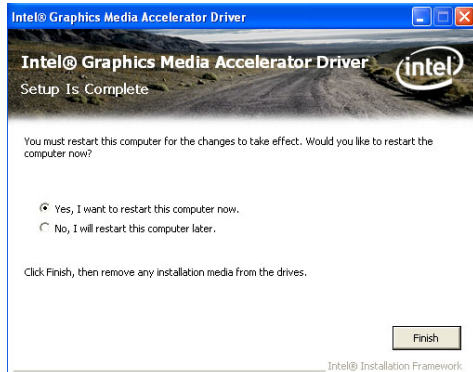 Intel® Graphics Media Accelerator Driver
Intel® Graphics Media Accelerator Driver
intel
Setup Is Complete
You must restart this computer for the changes to take effect. Would you like to restart the
computer now?
Yes, I want to restart this computer now.
No, I will restart this computer later.
Click Finish, then remove any installation media from the drives.
Finish
Intel® Installation Framework